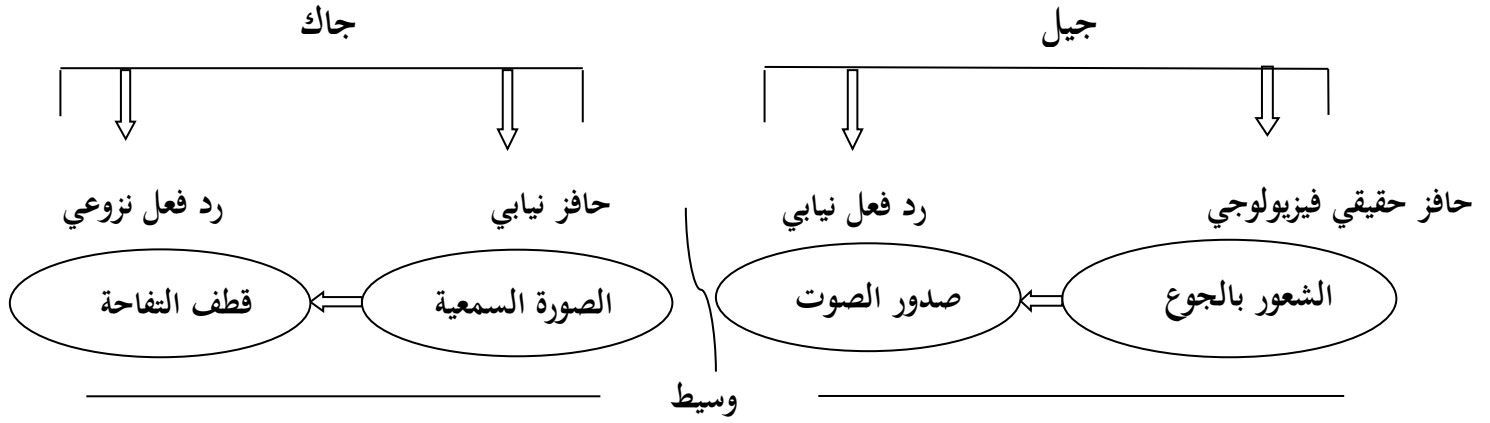 جيل
جاك
حافز حقيقي فيزيولوجي
رد فعل نيابي
حافز نيابي
رد فعل نزوعي
الشعور بالجوع
صدور الصوت
الصورة السمعية
قطف التفاحة
وسيط